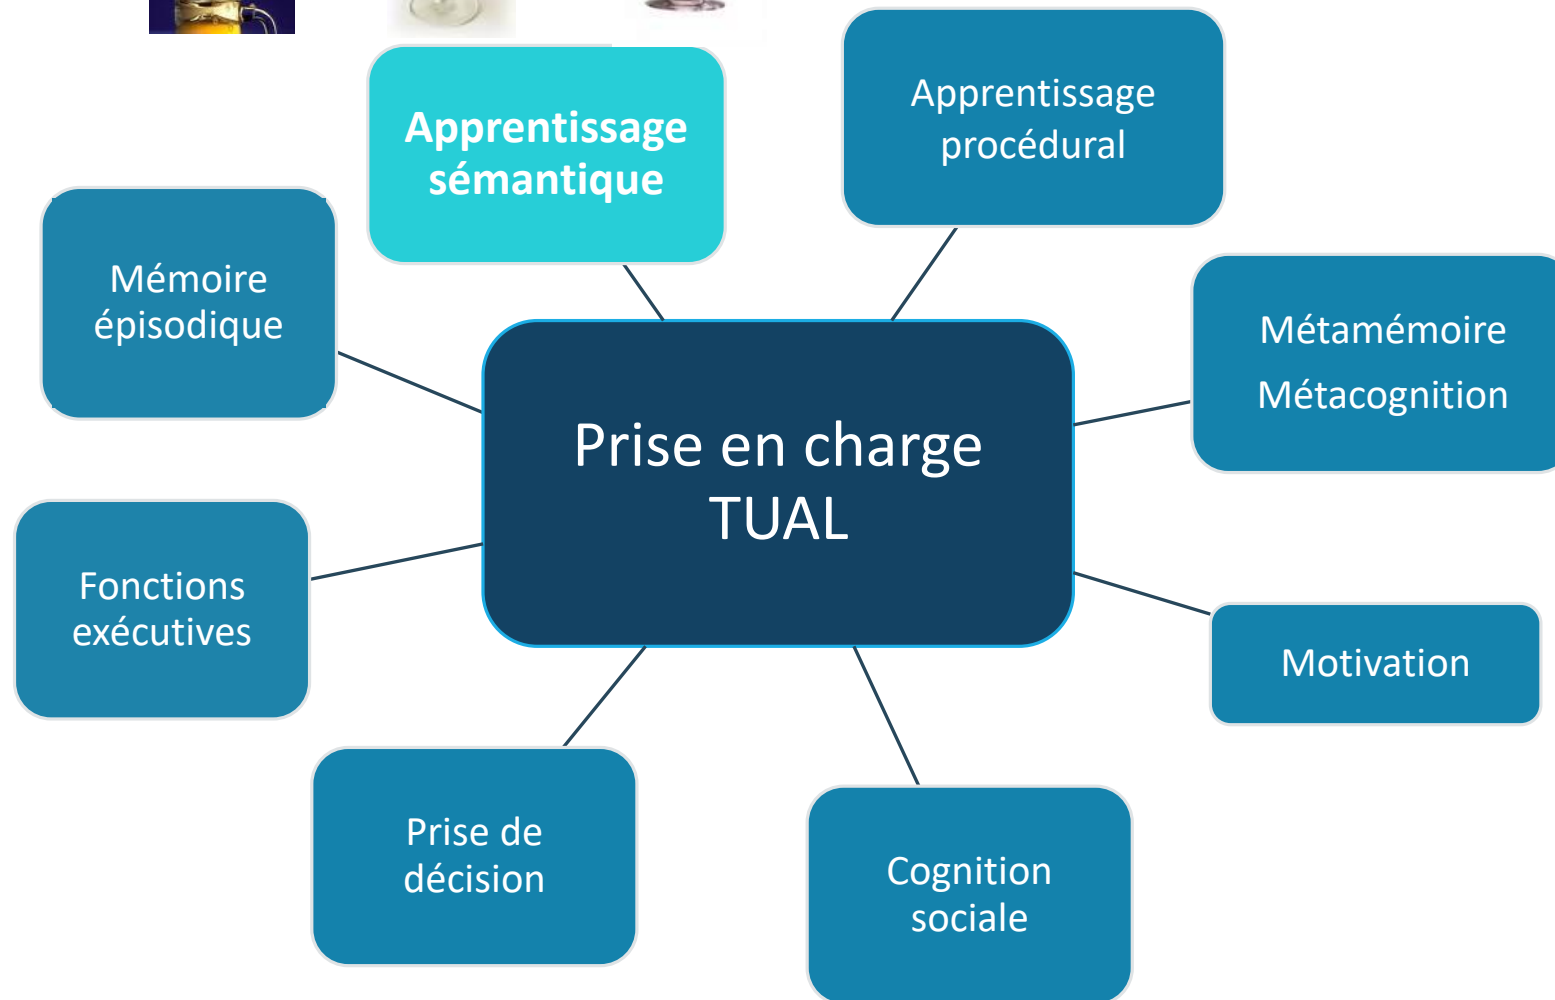 Apprentissage
sémantique
Apprentissage
procédural
Mémoire
épisodique
Métamémoire
Métacognition
Prise en charge
TUAL
Fonctions
exécutives
Motivation
Prise de
décision
Cognition
sociale